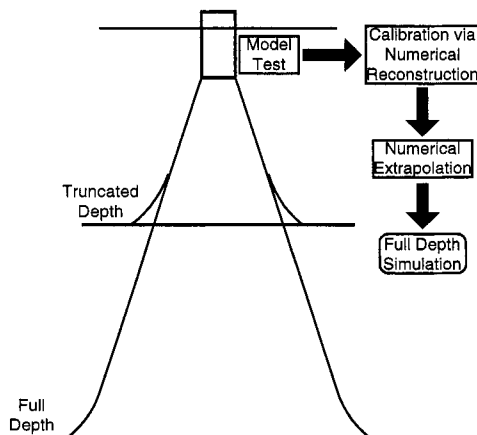 Model
Test
Calibration via
Numerical
Reconstruction
Numerical
Extrapolation
Truncated
Depth
Full Depth
Simulation
Full
Depth